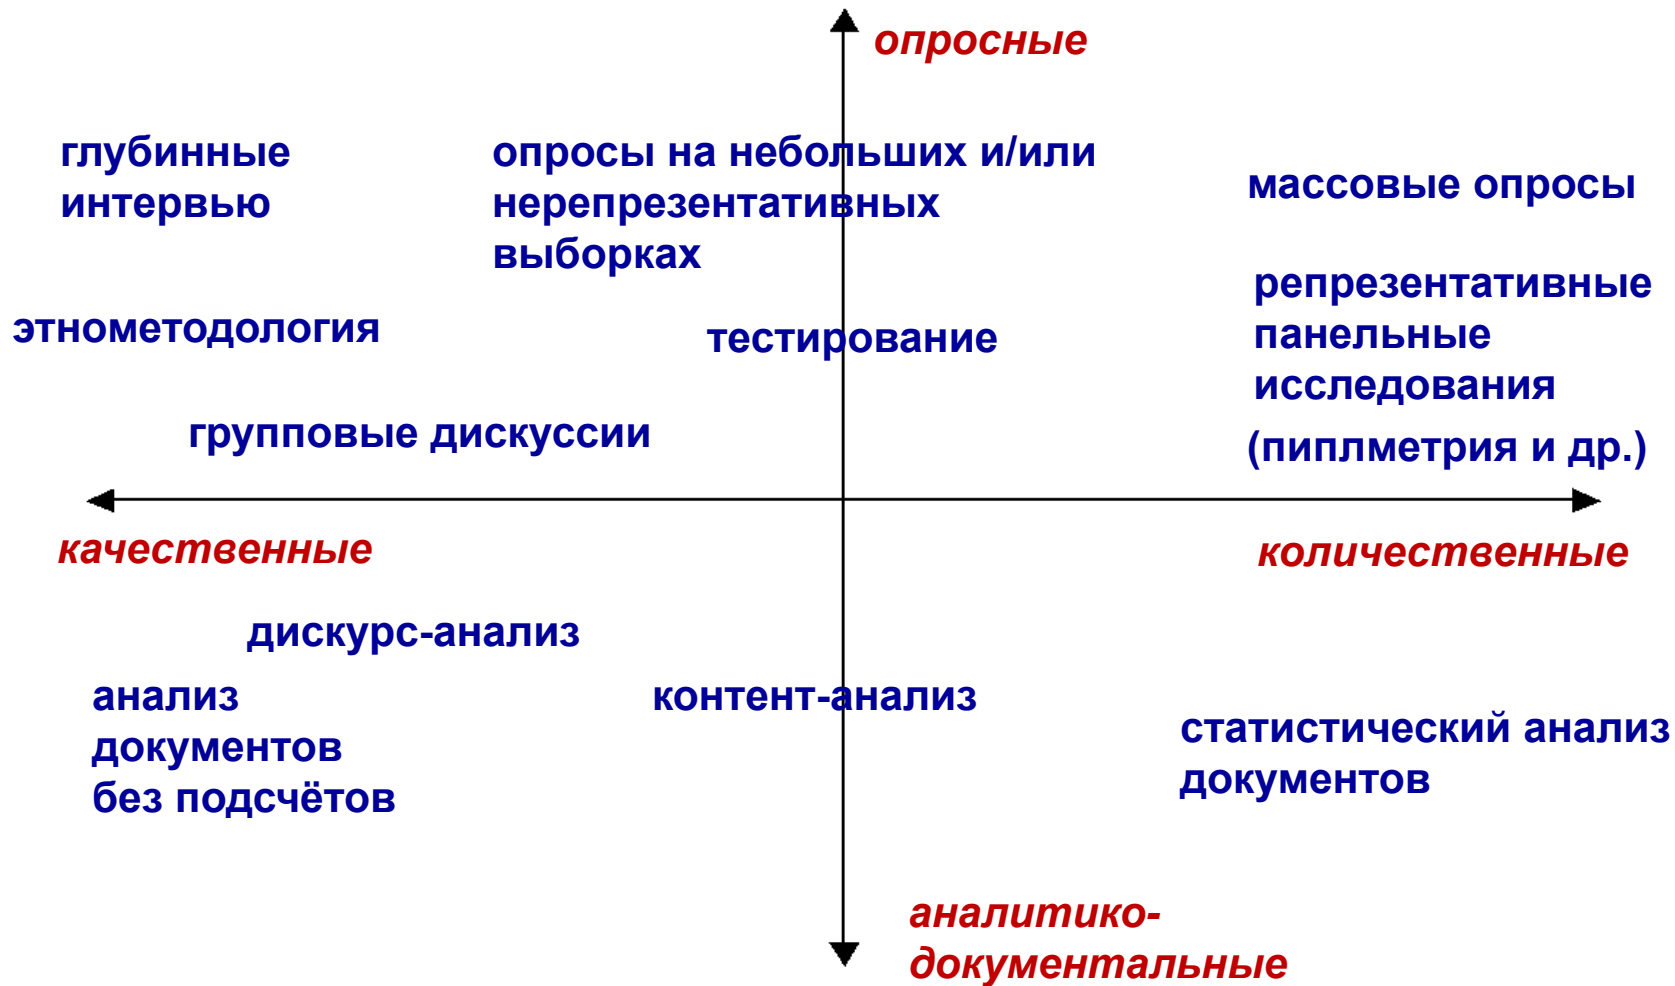 опросные
глубинные
интервью
опросы на небольших и/или
нерепрезентативных
выборках
массовые опросы
репрезентативные
панельные
исследования
(пиплметрия и др.)
этнометодология
тестирование
групповые дискуссии
качественные
количественные
дискурс-анализ
анализ
документов
без подсчётов
контент-анализ
статистический анализ
документов
аналитико-
документальные